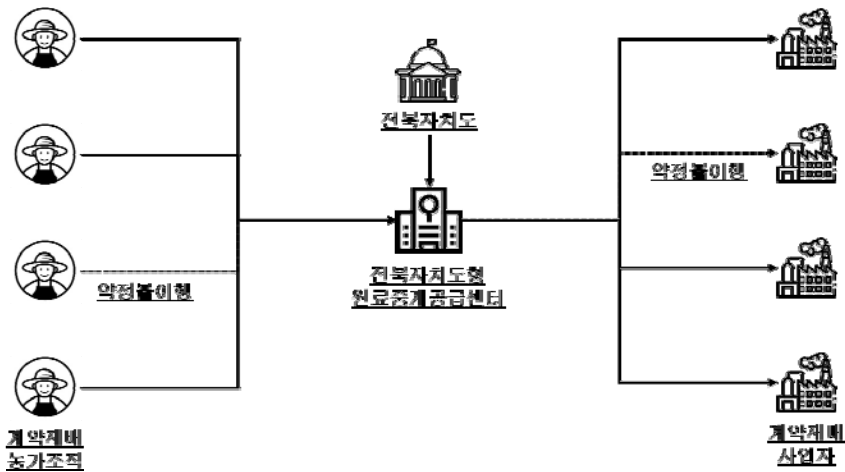 전북자치도
약정불이행
약정불이행
전북자치도형
원료중계공급센터
계약재배
농가조직
계약재배
사업자